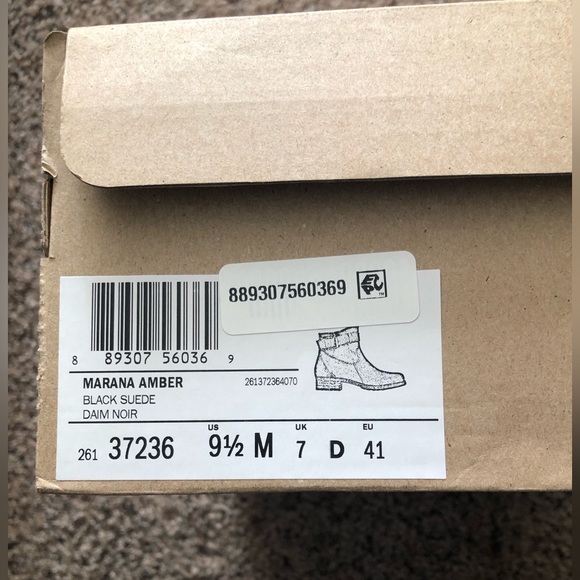 889307560369
™
8 89307 56036 9
MARANA AMBER 261372364070
BLACK SUEDE
DAIM NOIR
US UK EU
261 37236 9½ M 7 D 41